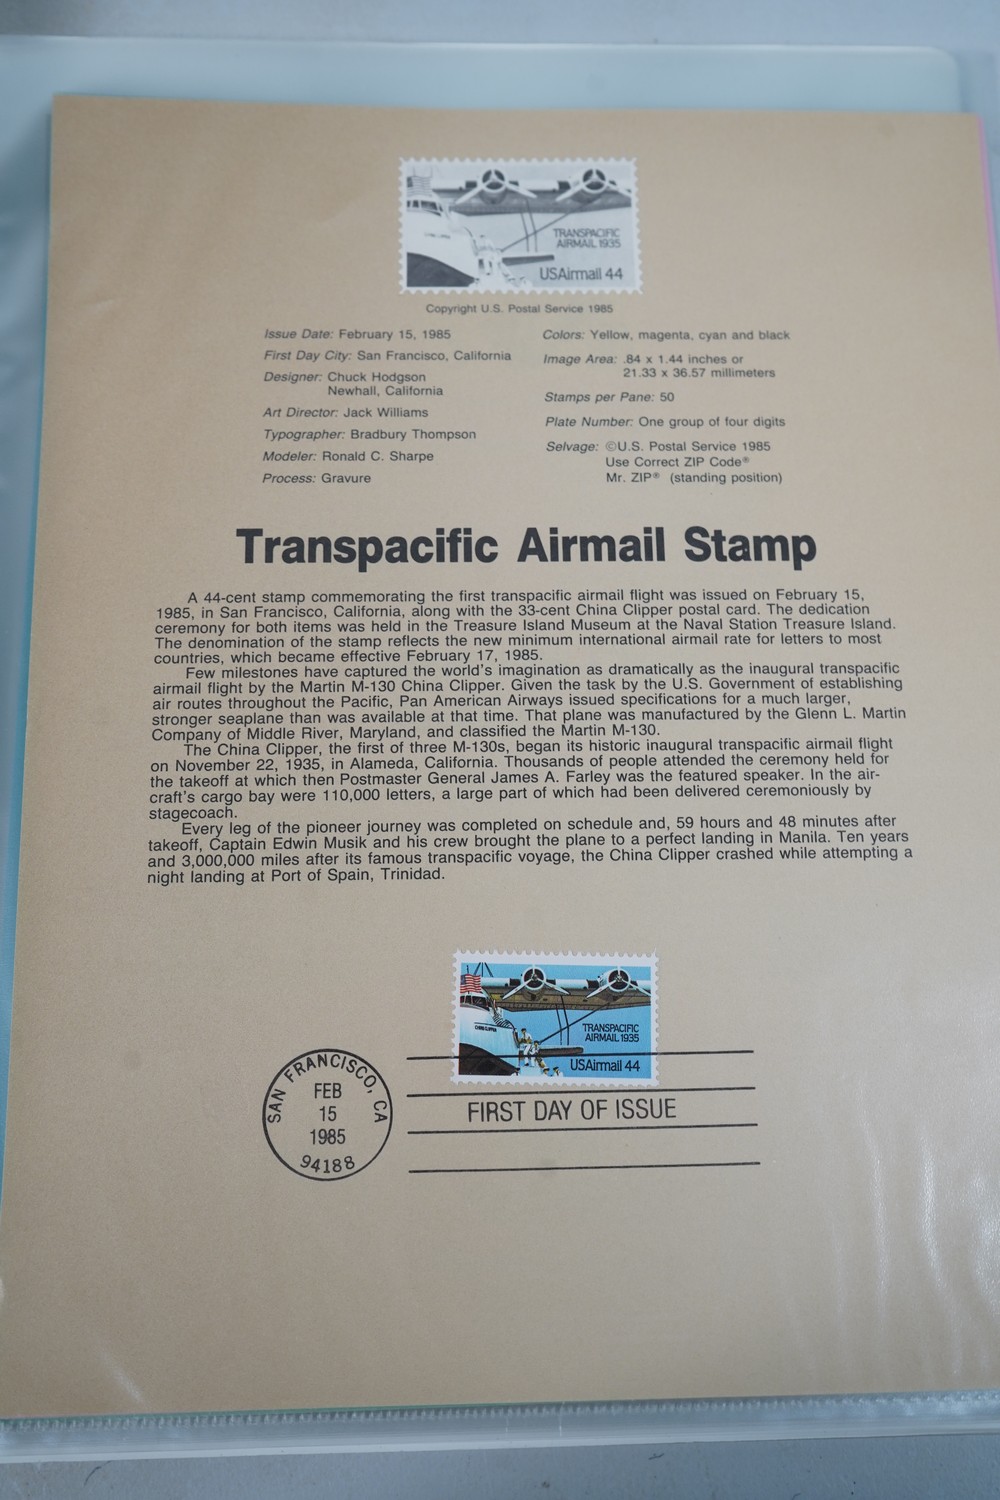 TRANSPACIFIC
AIRMAIL 1935
USAirmail 44
Copyright U.S. Postal Service 1985
Issue Date: February 15, 1985
First Day City: San Francisco, California
Designer: Chuck Hodgson
Newhall, California
Art Director: Jack Williams
Typographer: Bradbury Thompson
Modeler: Ronald C. Sharpe
Process: Gravure
Colors: Yellow, magenta, cyan and black
Image Area: .84 x 1.44 inches or
21.33 x 36.57 millimeters
Stamps per Pane: 50
Plate Number: One group of four digits
Selvage: ©U.S. Postal Service 1985
Use Correct ZIP Code®
Mr. ZIP® (standing position)
Transpacific Airmail Stamp
A 44-cent stamp commemorating the first transpacific airmail flight was issued on February 15,
1985, in San Francisco, California, along with the 33-cent China Clipper postal card. The dedication
ceremony for both items was held in the Treasure Island Museum at the Naval Station Treasure Island.
The denomination of the stamp reflects the new minimum international airmail rate for letters to most
countries, which became effective February 17, 1985.
Few milestones have captured the world's imagination as dramatically as the inaugural transpacific
airmail flight by the Martin M-130 China Clipper. Given the task by the U.S. Government of establishing
air routes throughout the Pacific, Pan American Airways issued specifications for a much larger,
stronger seaplane than was available at that time. That plane was manufactured by the Glenn L. Martin
Company of Middle River, Maryland, and classified the Martin M-130.
The China Clipper, the first of three M-130s, began its historic inaugural transpacific airmail flight
on November 22, 1935, in Alameda, California. Thousands of people attended the ceremony held for
the takeoff at which then Postmaster General James A. Farley was the featured speaker. In the air-
craft's cargo bay were 110,000 letters, a large part of which had been delivered ceremoniously by
stagecoach.
Every leg of the pioneer journey was completed on schedule and, 59 hours and 48 minutes after
takeoff, Captain Edwin Musik and his crew brought the plane to a perfect landing in Manila. Ten years
and 3,000,000 miles after its famous transpacific voyage, the China Clipper crashed while attempting a
night landing at Port of Spain, Trinidad.
CHINA CLIPPER
TRANSPACIFIC
AIRMAIL 1935
USAirmail 44
SAN FRANCISCO, CA
FEB
15
1985
94188
FIRST DAY OF ISSUE